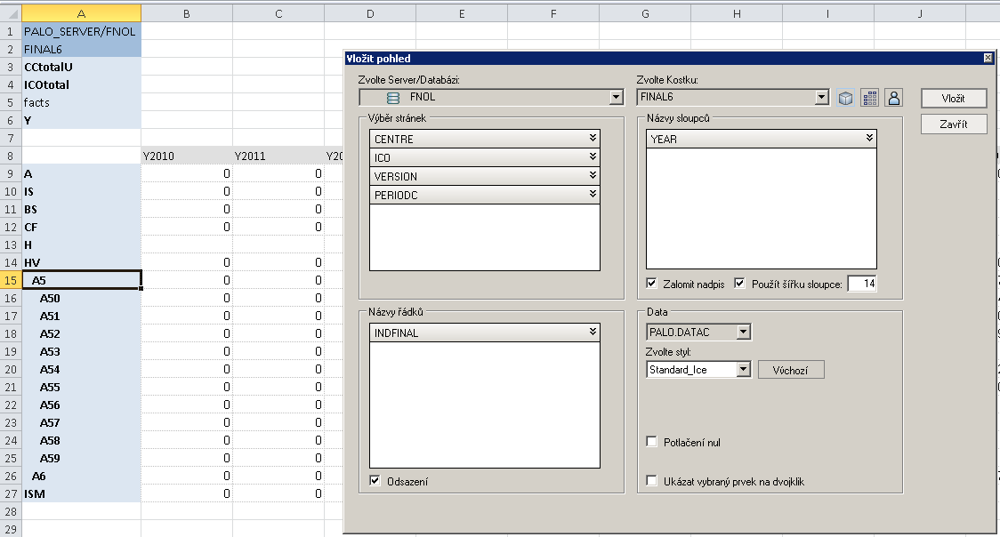 A B C D E F G H I J
1 PALO_SERVER/FNOL
2 FINAL6
3 CCtotalU
4 ICOtotal
5 facts
6 Y
7
8 Y2010 Y2011 Y20
9 A 0 0
10 IS 0 0
11 BS 0 0
12 CF 0 0
13 H
14 HV 0 0
15 A5 0 0
16 A50 0 0
17 A51 0 0
18 A52 0 0
19 A53 0 0
20 A54 0 0
21 A55 0 0
22 A56 0 0
23 A57 0 0
24 A58 0 0
25 A59 0 0
26 A6 0 0
27 ISM 0 0
28
29
Vložit pohled
Zvolte Server/Databázi:
FNOL
Zvolte Kostku:
FINAL6
Vložit
Zavřít
Výběr stránek
CENTRE
ICO
VERSION
PERIODC
Názvy sloupců
YEAR
Zalomit nadpis
Použít šířku sloupce: 14
Názvy řádků
INDFINAL
Odsazení
Data
PALO.DATAC
Zvolte styl:
Standard_Ice
Výchozí
Potlačení nul
Ukázat vybraný prvek na dvojklik